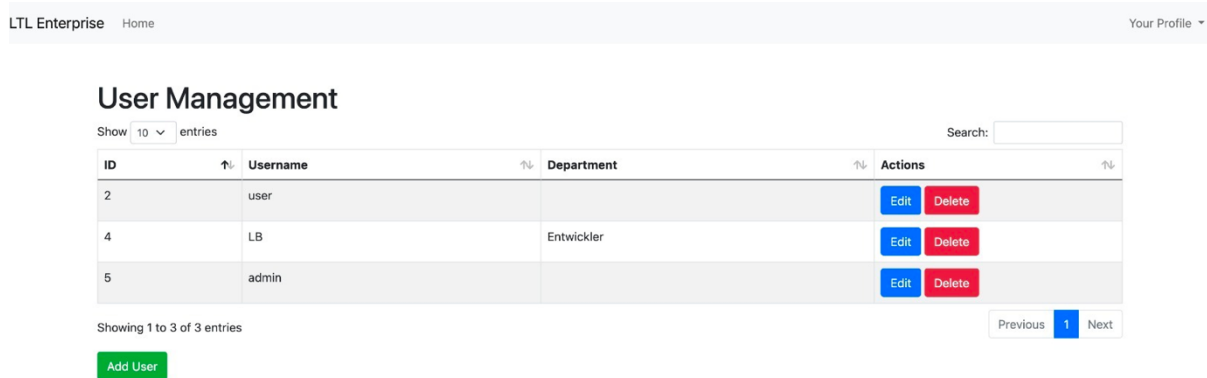 LTL Enterprise Home Your Profile
User Management
Show 10 entries Search:
ID Username Department Actions
2 user Edit Delete
4 LB Entwickler Edit Delete
5 admin Edit Delete
Showing 1 to 3 of 3 entries Previous 1 Next
Add User